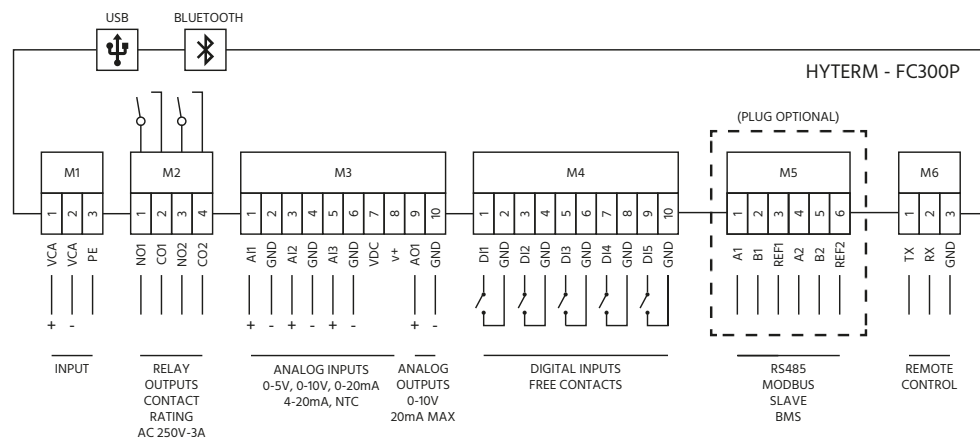 USB
BLUETOOTH
HYTERM - FC300P
(PLUG OPTIONAL)
M1
M2
M3
M4
M5
M6
1 2 3
1 2 3 4
1 2 3 4 5 6 7 8 9 10
1 2 3 4 5 6 7 8 9 10
1 2 3 4 5 6
1 2 3
VCA VCA PE
NO1 CO1 NO2 CO2
AI1 GND AI2 GND AI3 GND VDC v+ AO1 GND
DI1 GND DI2 GND DI3 GND DI4 GND DI5 GND
A1 B1 REF1 A2 B2 REF2
TX RX GND
+ -
+ - + - + - + -
INPUT
RELAY
OUTPUTS
CONTACT
RATING
AC 250V-3A
ANALOG INPUTS
0-5V, 0-10V, 0-20mA
4-20mA, NTC
ANALOG
OUTPUTS
0-10V
20mA MAX
DIGITAL INPUTS
FREE CONTACTS
RS485
MODBUS
SLAVE
BMS
REMOTE
CONTROL